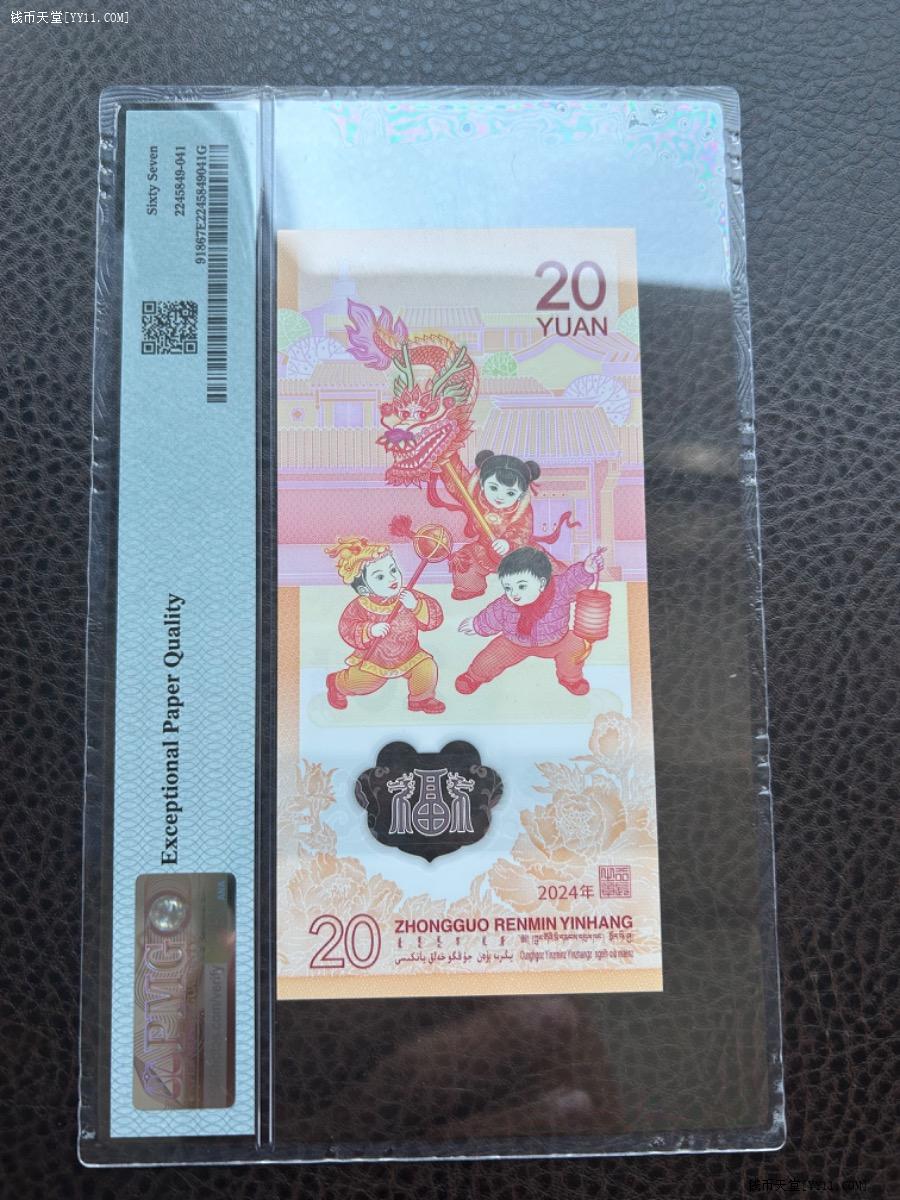 钱币天堂[YY11.COM]
Sixty Seven
2245849-041
91867E2245849041G
Exceptional Paper Quality
PMG
20
YUAN
福
2024年
20
ZHONGGUO RENMIN YINHANG
钱币天堂[YY11.COM]